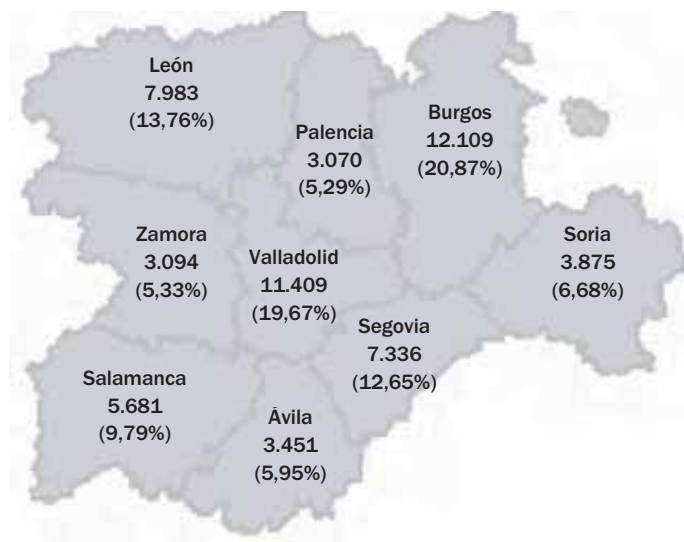 León
7.983
(13,76%)
Palencia
3.070
(5,29%)
Burgos
12.109
(20,87%)
Zamora
3.094
(5,33%)
Valladolid
11.409
(19,67%)
Soria
3.875
(6,68%)
Segovia
7.336
(12,65%)
Salamanca
5.681
(9,79%)
Ávila
3.451
(5,95%)